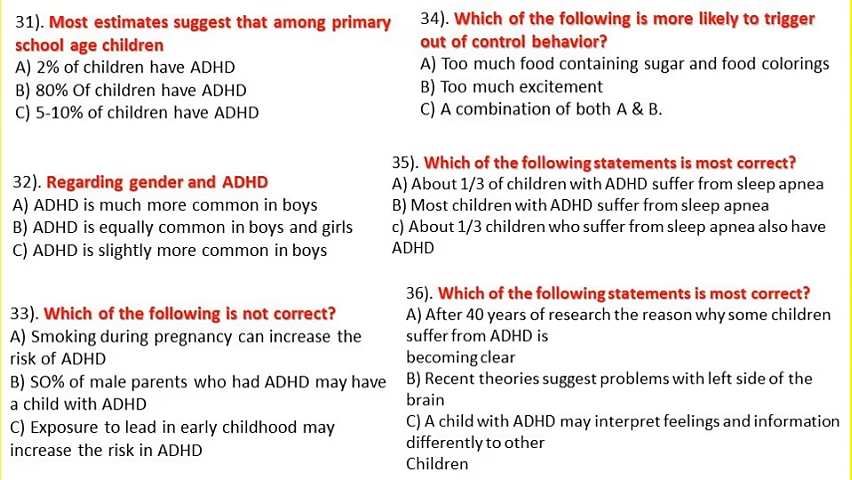 31). Most estimates suggest that among primary
school age children
A) 2% of children have ADHD
B) 80% Of children have ADHD
C) 5-10% of children have ADHD
32). Regarding gender and ADHD
A) ADHD is much more common in boys
B) ADHD is equally common in boys and girls
C) ADHD is slightly more common in boys
33). Which of the following is not correct?
A) Smoking during pregnancy can increase the
risk of ADHD
B) SO% of male parents who had ADHD may have
a child with ADHD
C) Exposure to lead in early childhood may
increase the risk in ADHD
34). Which of the following is more likely to trigger
out of control behavior?
A) Too much food containing sugar and food colorings
B) Too much excitement
C) A combination of both A & B.
35). Which of the following statements is most correct?
A) About 1/3 of children with ADHD suffer from sleep apnea
B) Most children with ADHD suffer from sleep apnea
c) About 1/3 children who suffer from sleep apnea also have
ADHD
36). Which of the following statements is most correct?
A) After 40 years of research the reason why some children
suffer from ADHD is
becoming clear
B) Recent theories suggest problems with left side of the
brain
C) A child with ADHD may interpret feelings and information
differently to other
Children